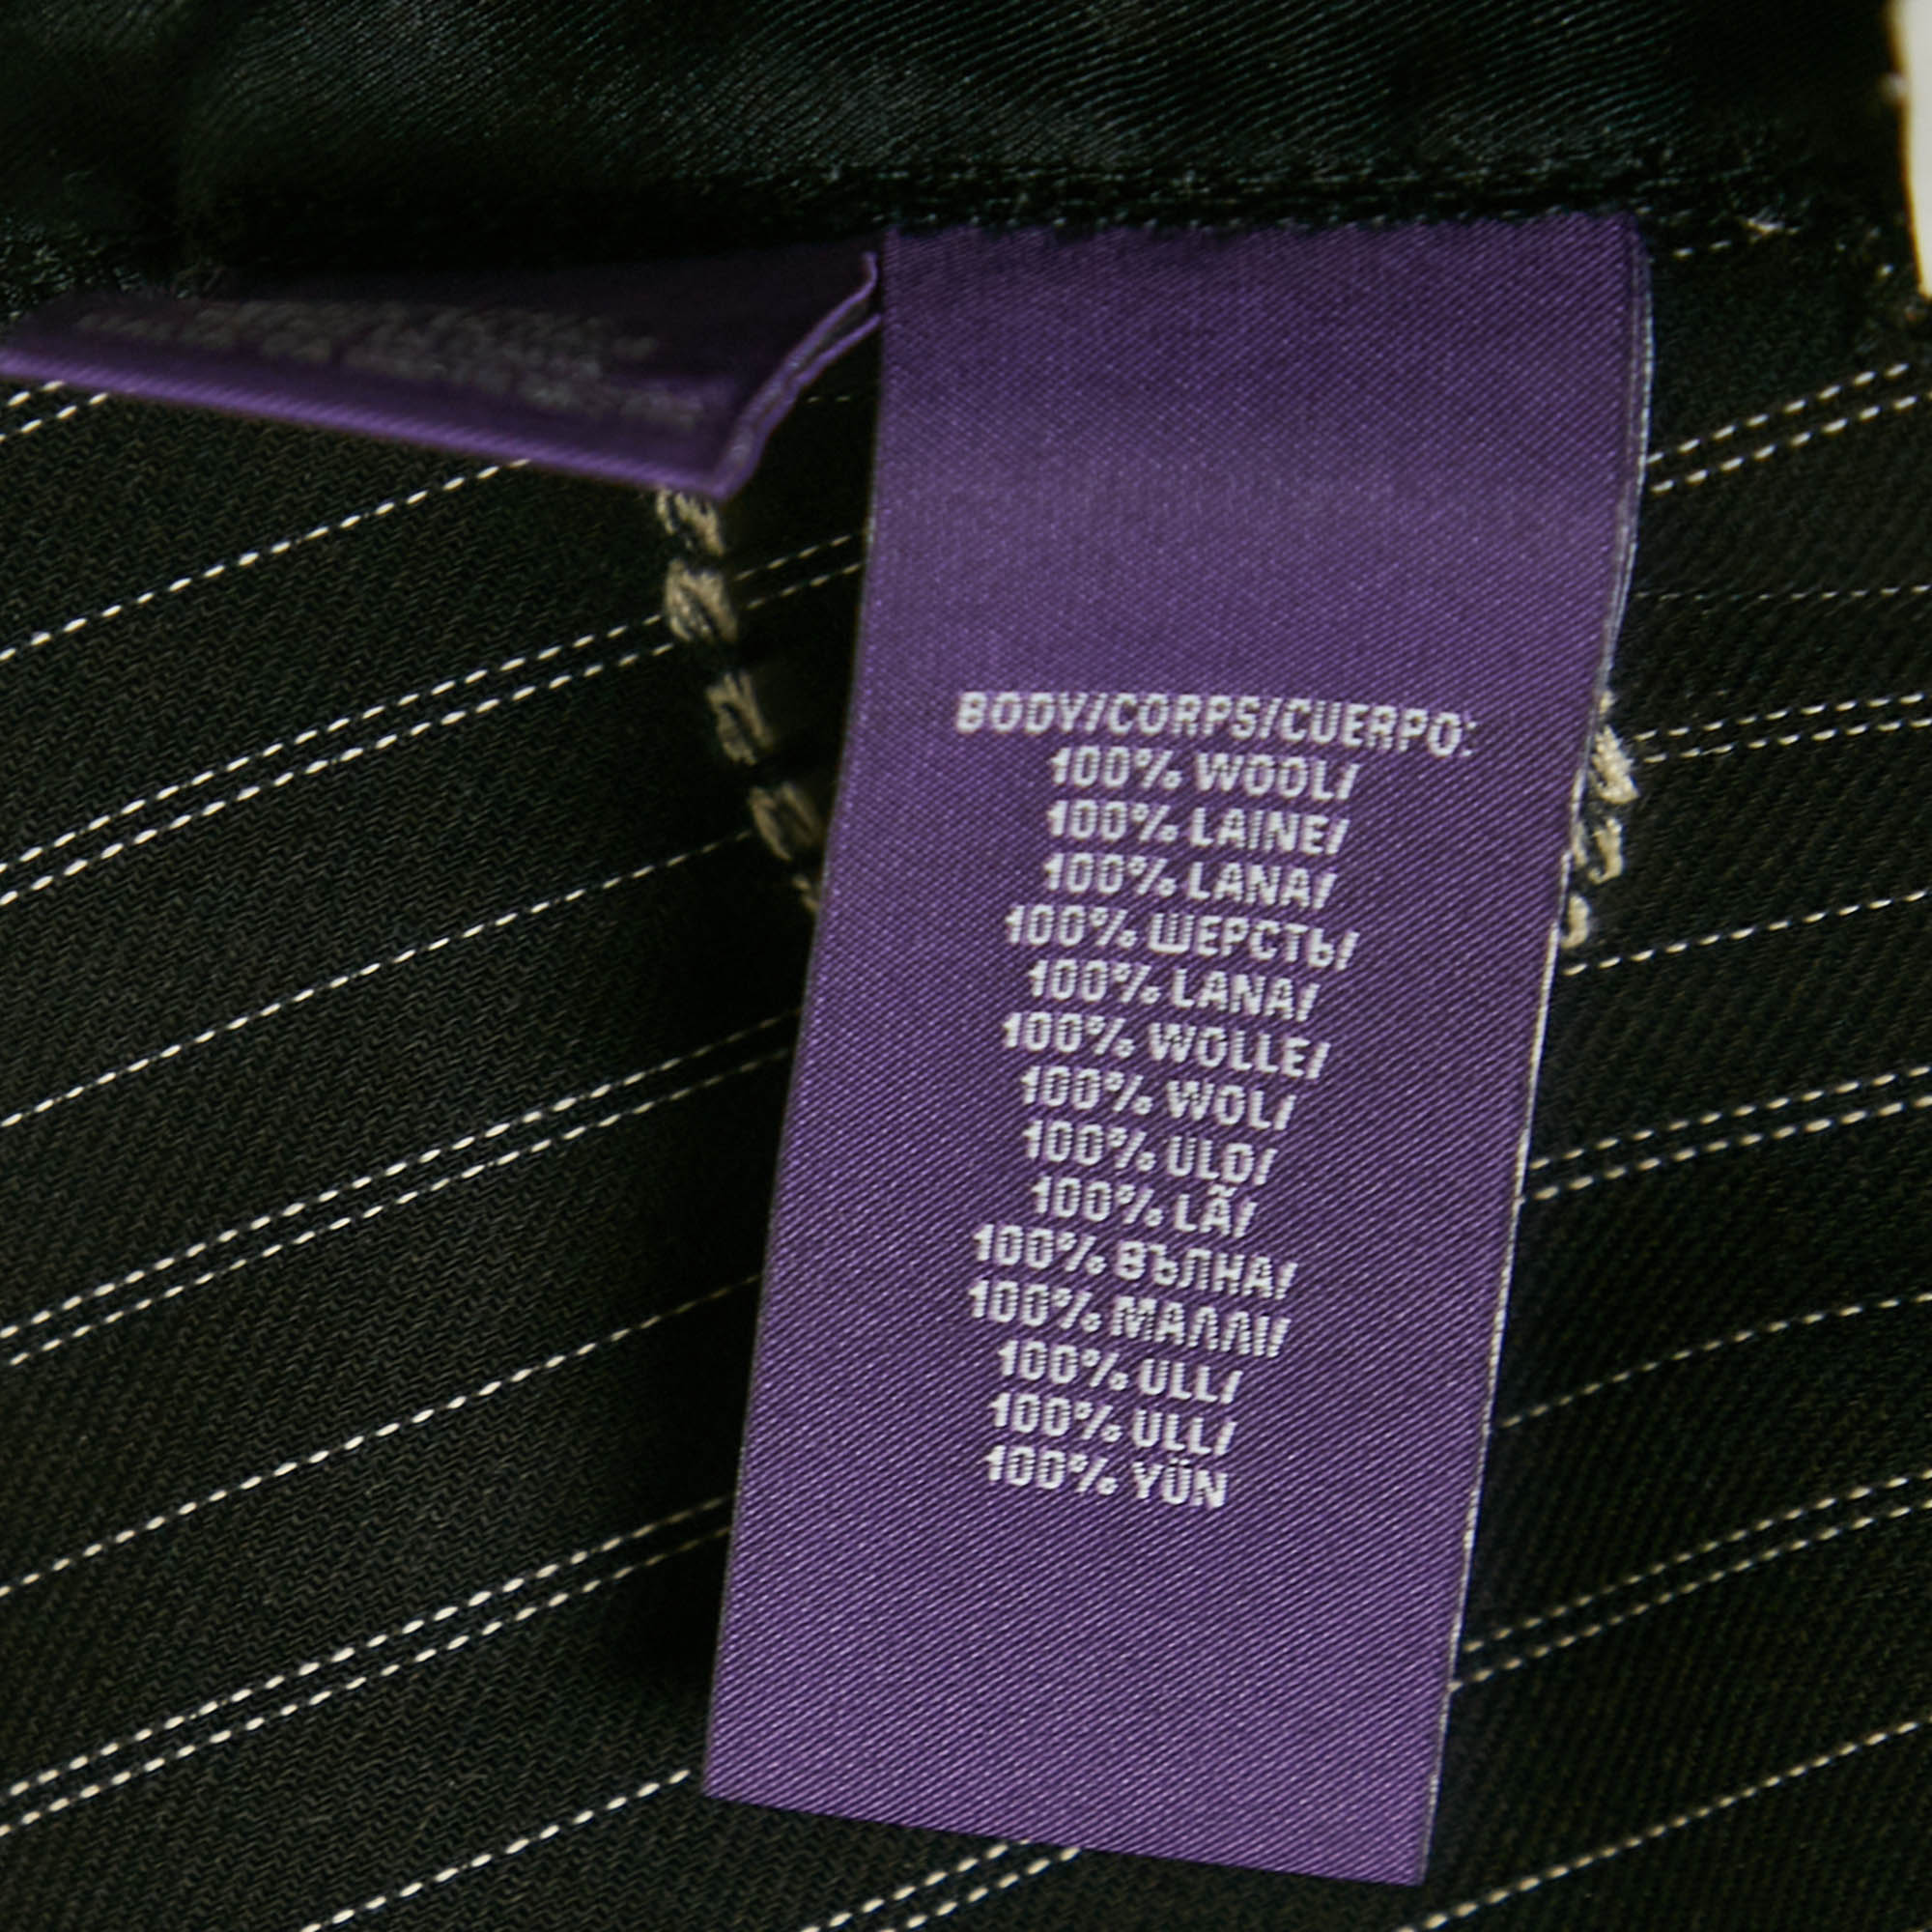 BODY/CORPS/CUERPO:
100% WOOL/
100% LAINE/
100% LANA/
100% ШЕРСТЬ/
100% LANA/
100% WOLLE/
100% WOL/
100% ULD/
100% LÃ/
100% ВЪЛНА/
100% ΜΑΛΛΙ/
100% ULL/
100% ULL/
100% YÜN